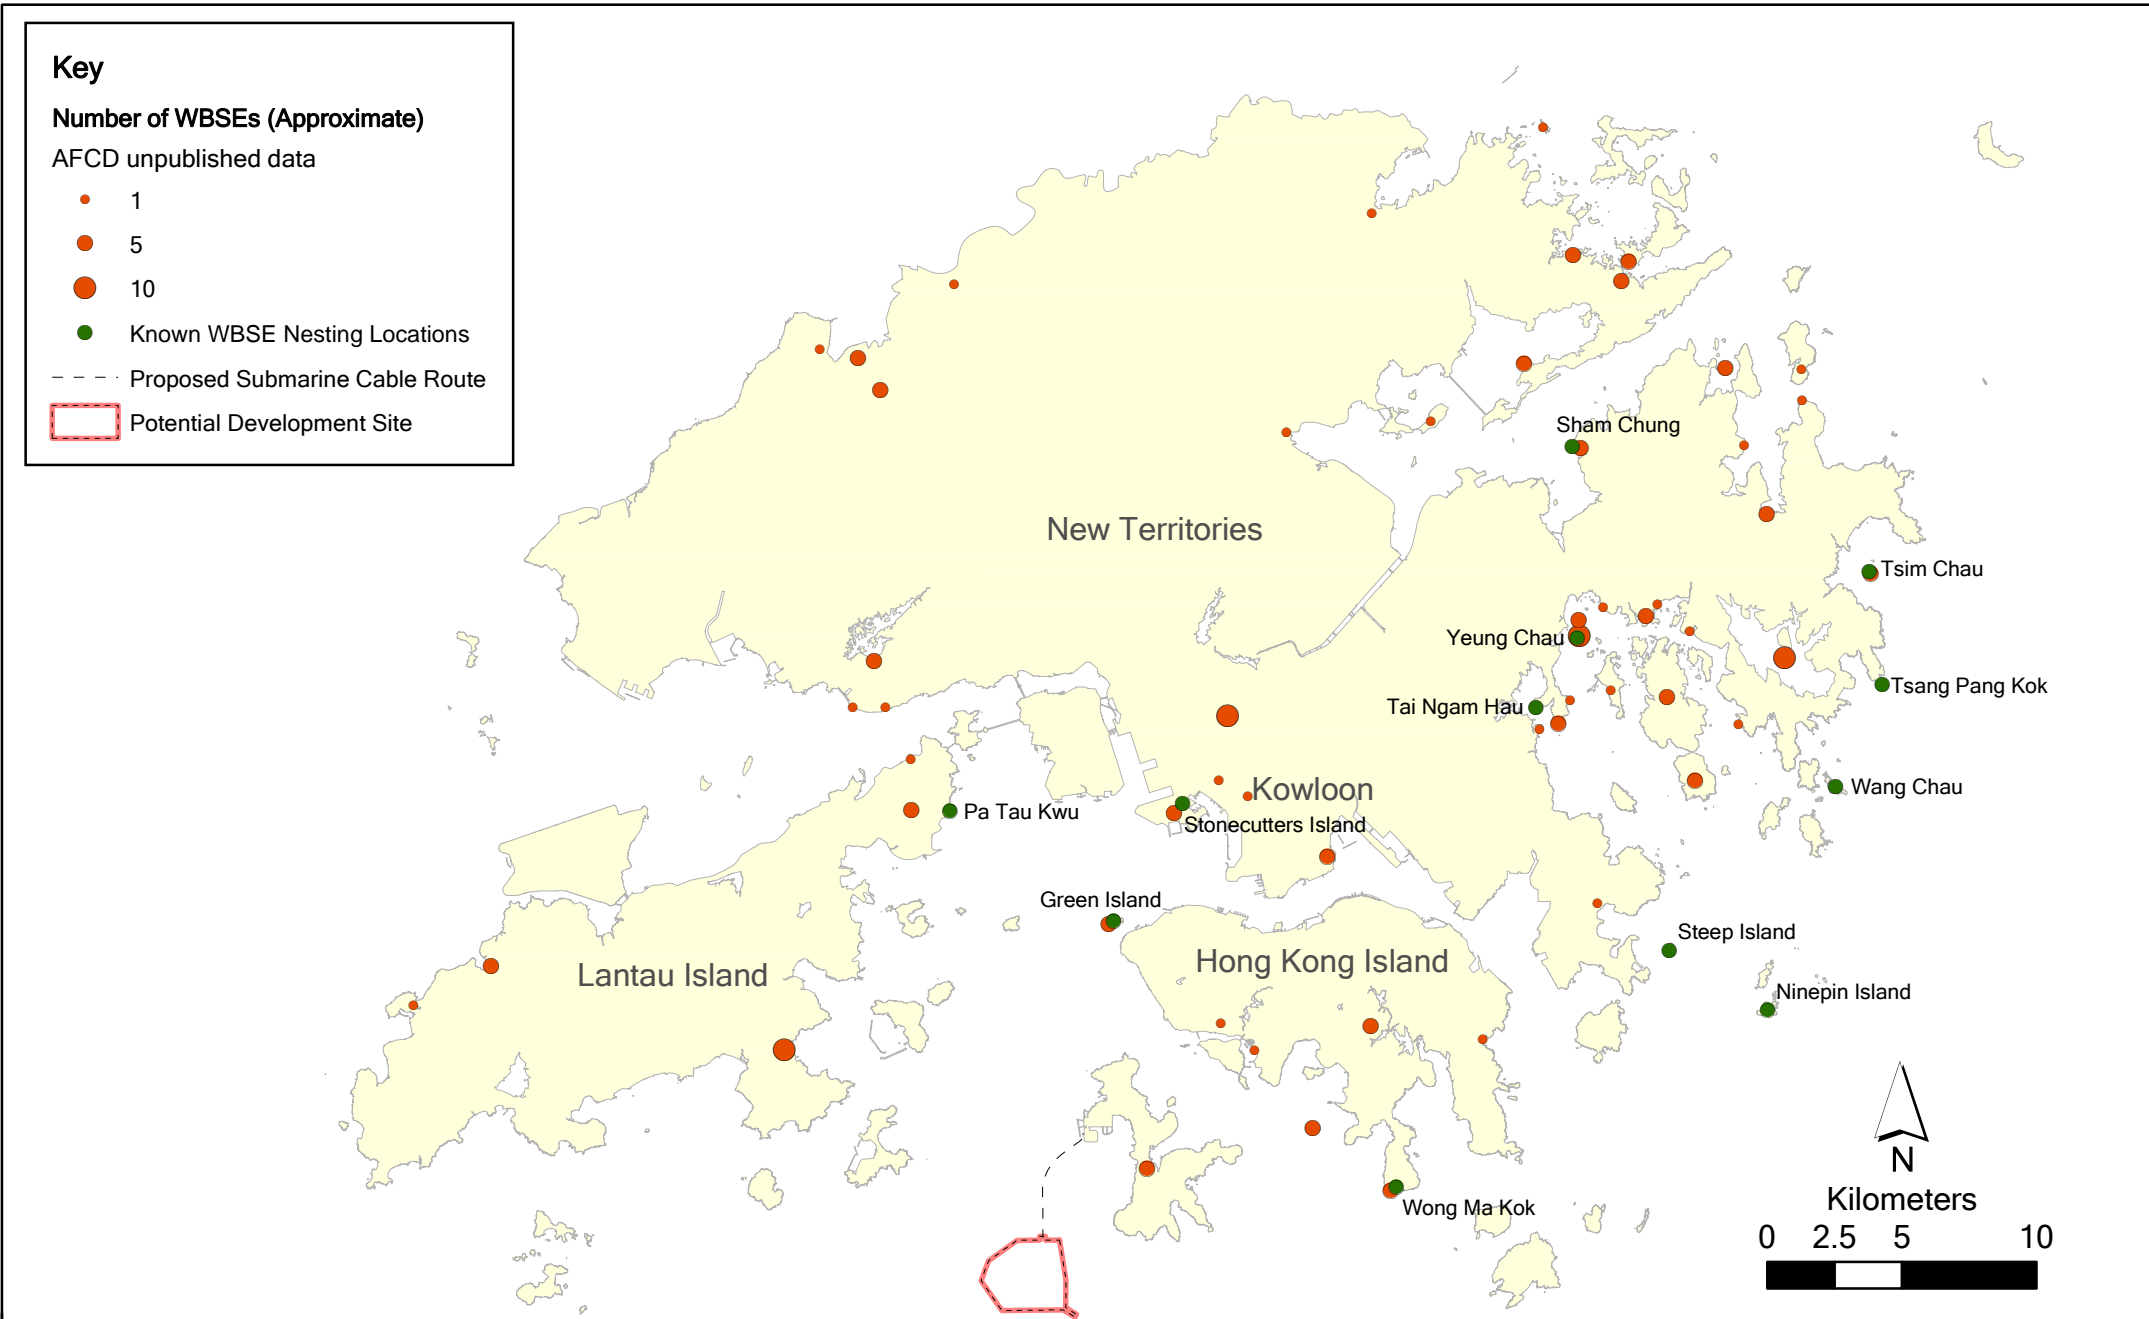 Key
Number of WBSEs (Approximate)
AFCD unpublished data
1
5
10
Known WBSE Nesting Locations
Proposed Submarine Cable Route
Potential Development Site
Sham Chung
New Territories
Tsim Chau
Yeung Chau
Tsang Pang Kok
Tai Ngam Hau
Kowloon
Wang Chau
Pa Tau Kwu
Stonecutters Island
Green Island
Steep Island
Hong Kong Island
Lantau Island
Ninepin Island
N
Wong Ma Kok
Kilometers
0 2.5 5 10